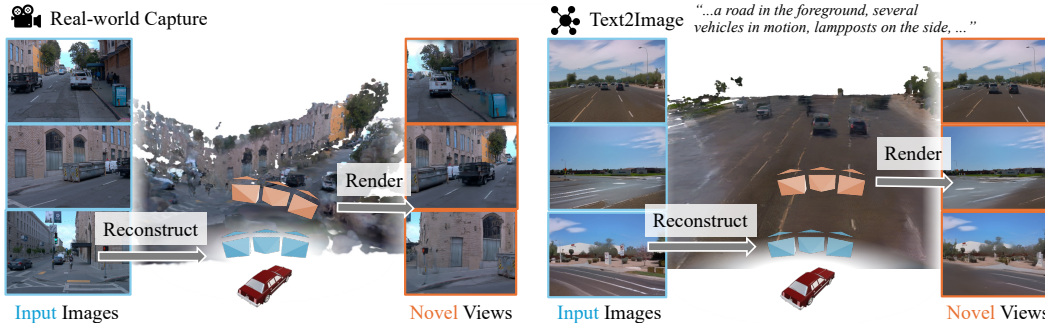 Real-world Capture
Reconstruct
Render
Input Images
Novel Views
Text2Image
“...a road in the foreground, several
vehicles in motion, lampposts on the side, ...”
Reconstruct
Render
Input Images
Novel Views